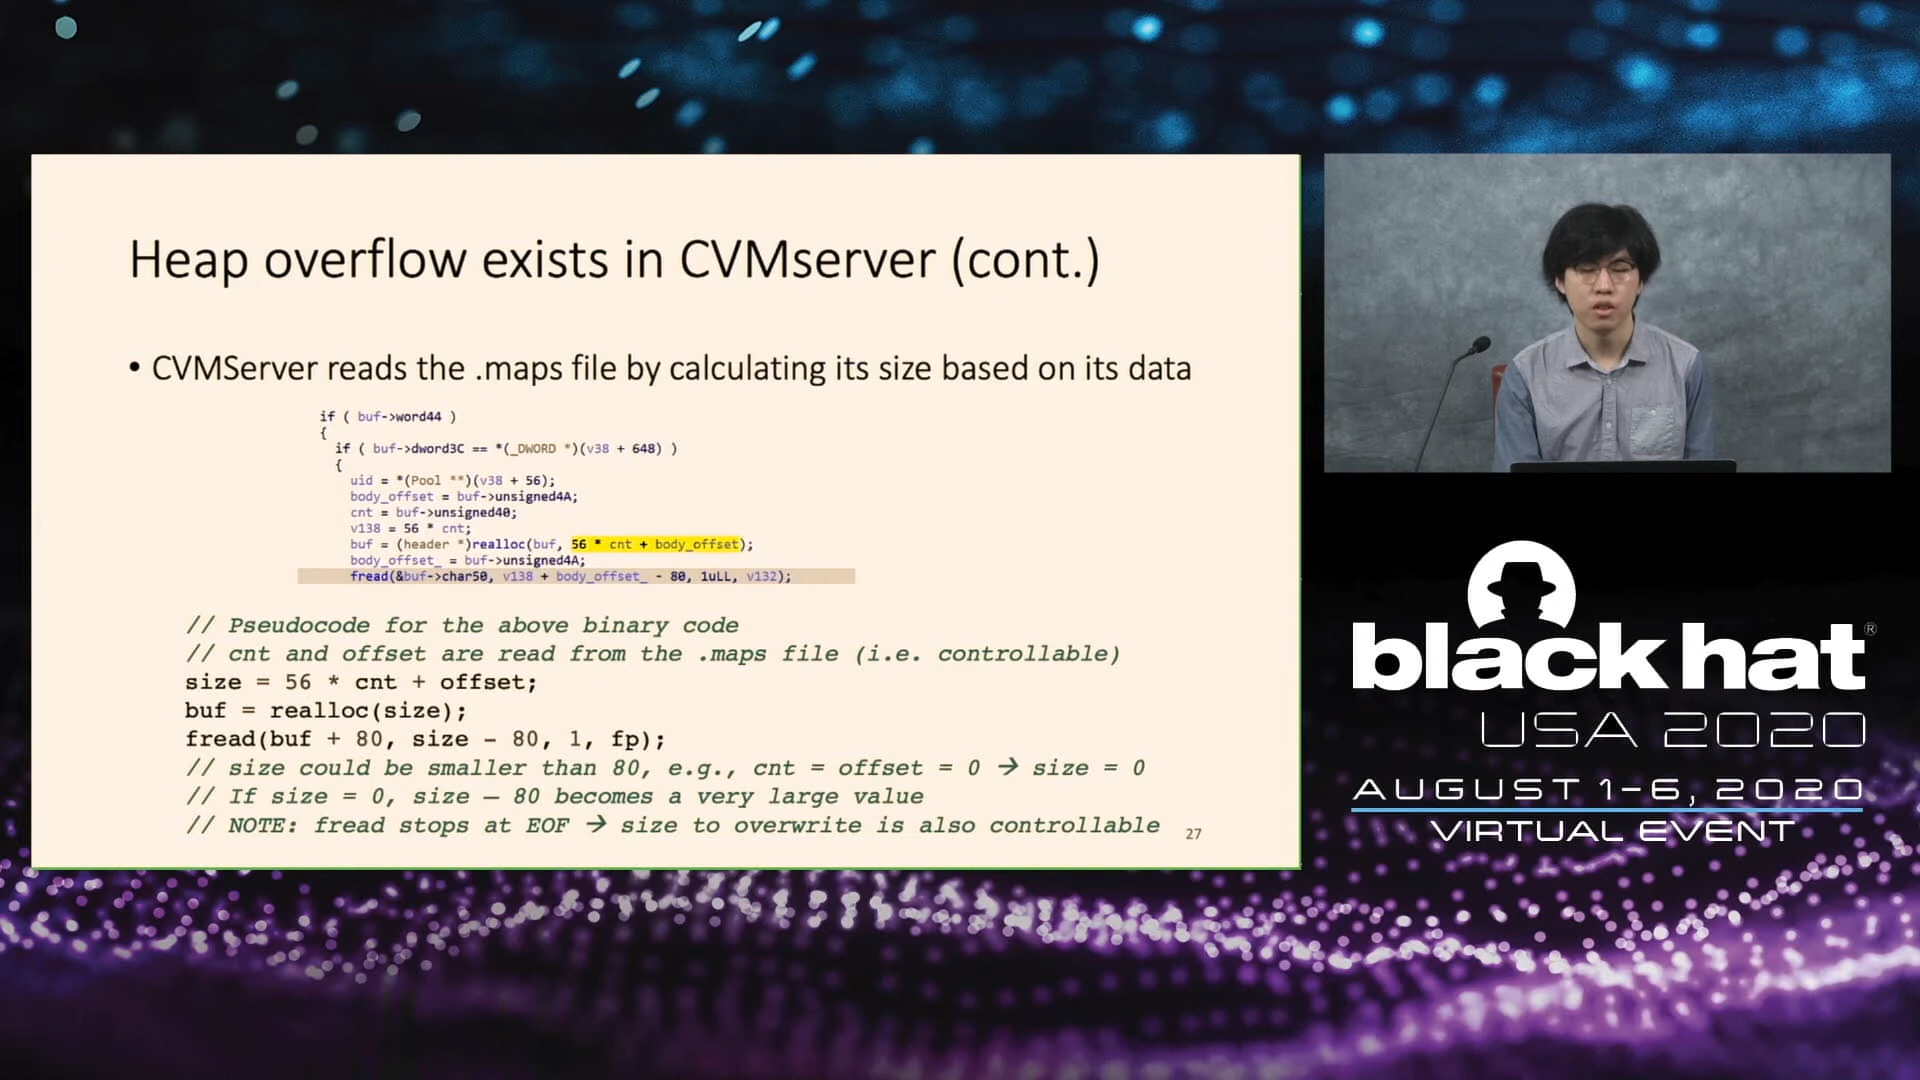 Heap overflow exists in CVMserver (cont.)
• CVMServer reads the .maps file by calculating its size based on its data
if ( buf->word44 )
{
if ( buf->dword3C == *(_DWORD *)(v38 + 648) )
{
uid = *(Pool **)(v38 + 56);
body_offset = buf->unsigned4A;
cnt = buf->unsigned40;
v138 = 56 * cnt;
buf = (header *)realloc(buf, 56 * cnt + body_offset);
body_offset_ = buf->unsigned4A;
fread(&buf->char50, v138 + body_offset_ - 80, 1uLL, v132);
// Pseudocode for the above binary code
// cnt and offset are read from the .maps file (i.e. controllable)
size = 56 * cnt + offset;
buf = realloc(size);
fread(buf + 80, size – 80, 1, fp);
// size could be smaller than 80, e.g., cnt = offset = 0 → size = 0
// If size = 0, size – 80 becomes a very large value
// NOTE: fread stops at EOF → size to overwrite is also controllable
27
black hat®
USA 2020
AUGUST 1-6, 2020
VIRTUAL EVENT